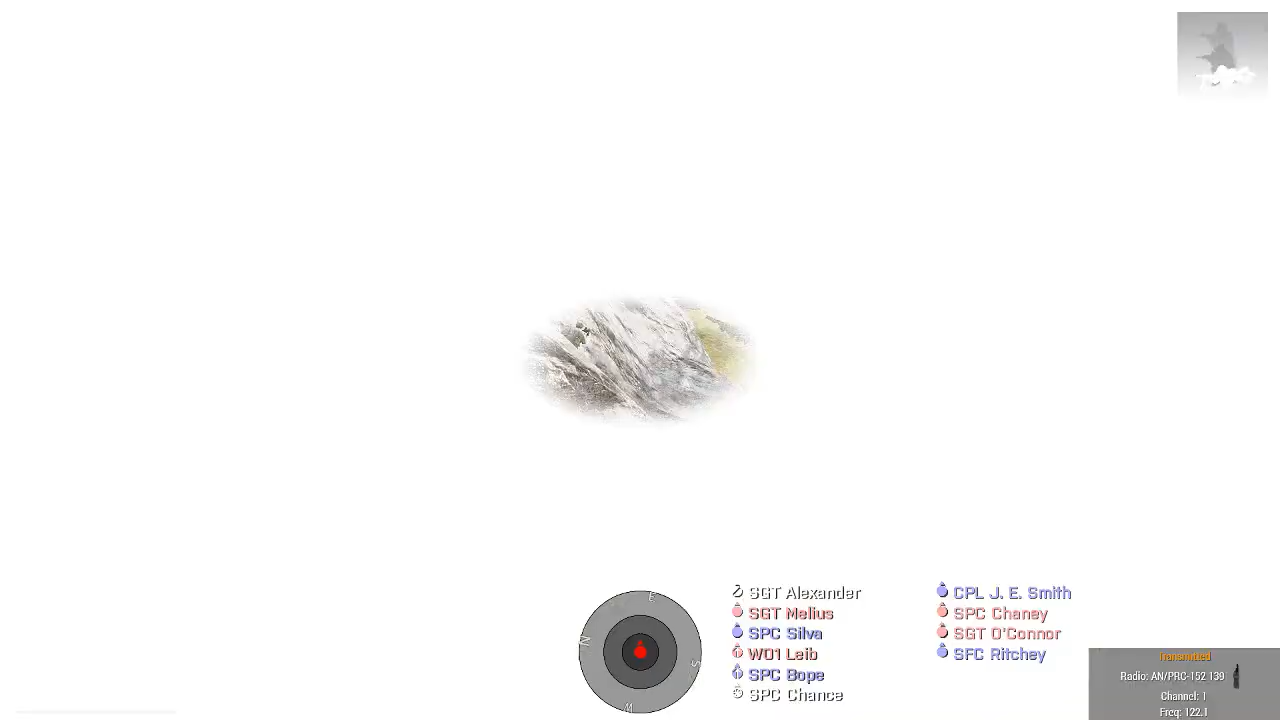 E
N
S
W
SGT Alexander
SGT Melius
SPC Silva
WO1 Leib
SPC Bope
SPC Chance
CPL J. E. Smith
SPC Chaney
SGT O'Connor
SFC Ritchey
Transmitted
Radio: AN/PRC-152 139
Channel: 1
Freq: 122.1